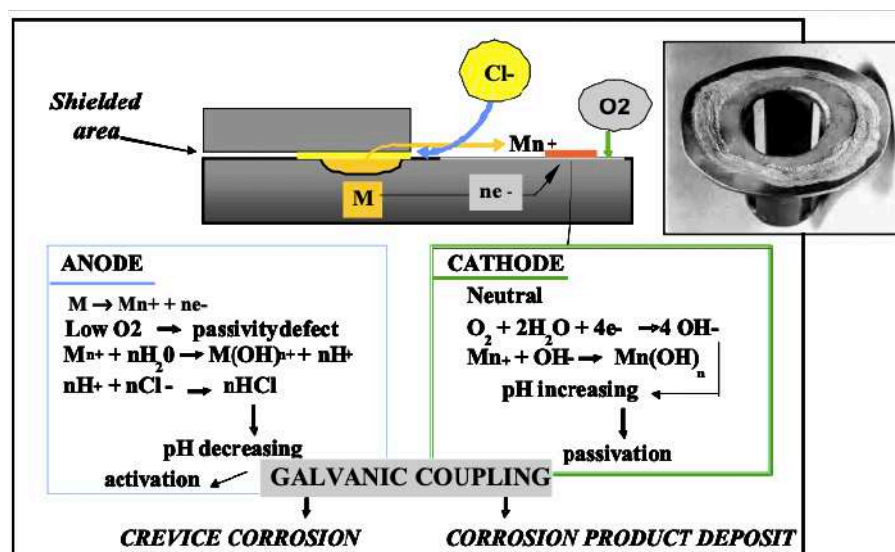 Cl-
O2
Shielded
area
Mn+
M
ne -
ANODE
M → Mn+ + ne-
Low O2 → passivity defect
Mn+ + nH20 → M(OH)n+ + nH+
nH+ + nCl - → nHCl
pH decreasing
activation
CATHODE
Neutral
O2 + 2H2O + 4e- → 4 OH-
Mn+ + OH- → Mn(OH)n
pH increasing
passivation
GALVANIC COUPLING
CREVICE CORROSION
CORROSION PRODUCT DEPOSIT